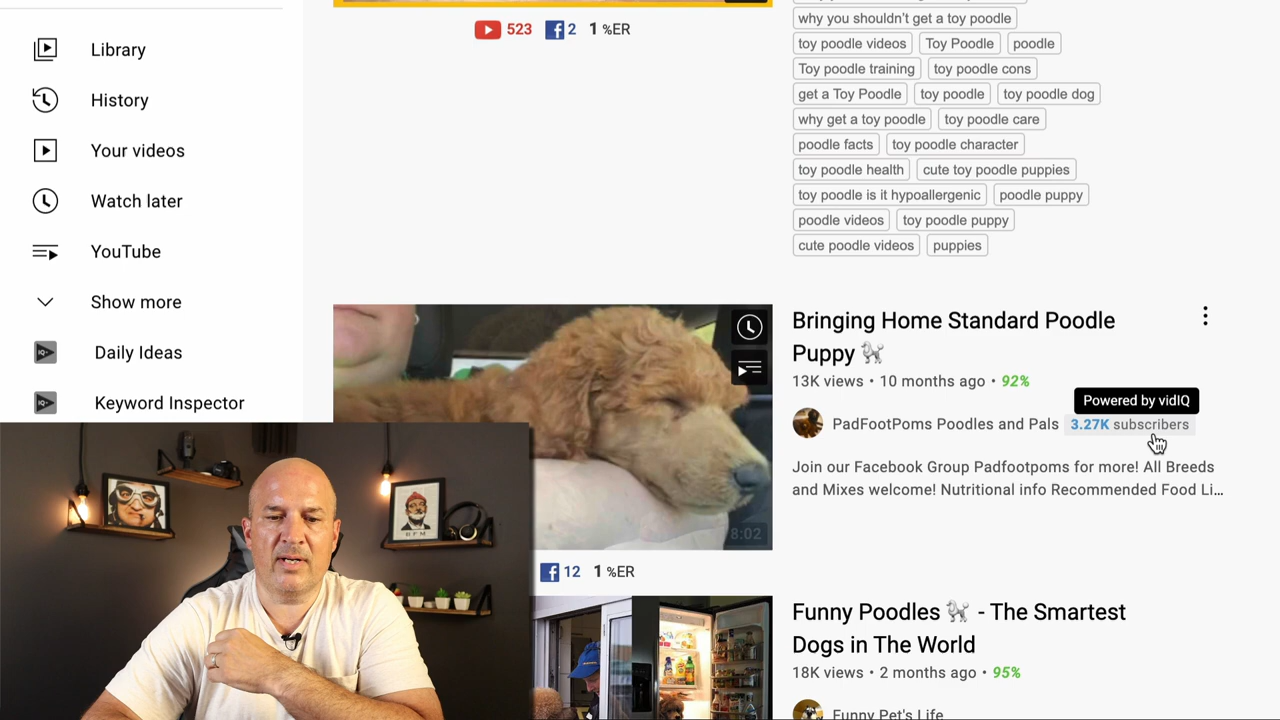 Library
History
Your videos
Watch later
YouTube
Show more
Daily Ideas
Keyword Inspector
523 2 1 %ER
why you shouldn't get a toy poodle
toy poodle videos Toy Poodle poodle
Toy poodle training toy poodle cons
get a Toy Poodle toy poodle toy poodle dog
why get a toy poodle toy poodle care
poodle facts toy poodle character
toy poodle health cute toy poodle puppies
toy poodle is it hypoallergenic poodle puppy
poodle videos toy poodle puppy
cute poodle videos puppies
8:02
12 1 %ER
Bringing Home Standard Poodle
Puppy 🐩
13K views • 10 months ago • 92%
Powered by vidIQ
PadFootPoms Poodles and Pals 3.27K subscribers
Join our Facebook Group Padfootpoms for more! All Breeds
and Mixes welcome! Nutritional info Recommended Food Li...
Funny Poodles 🐩 - The Smartest
Dogs in The World
18K views • 2 months ago • 95%
Funny Pet's Life